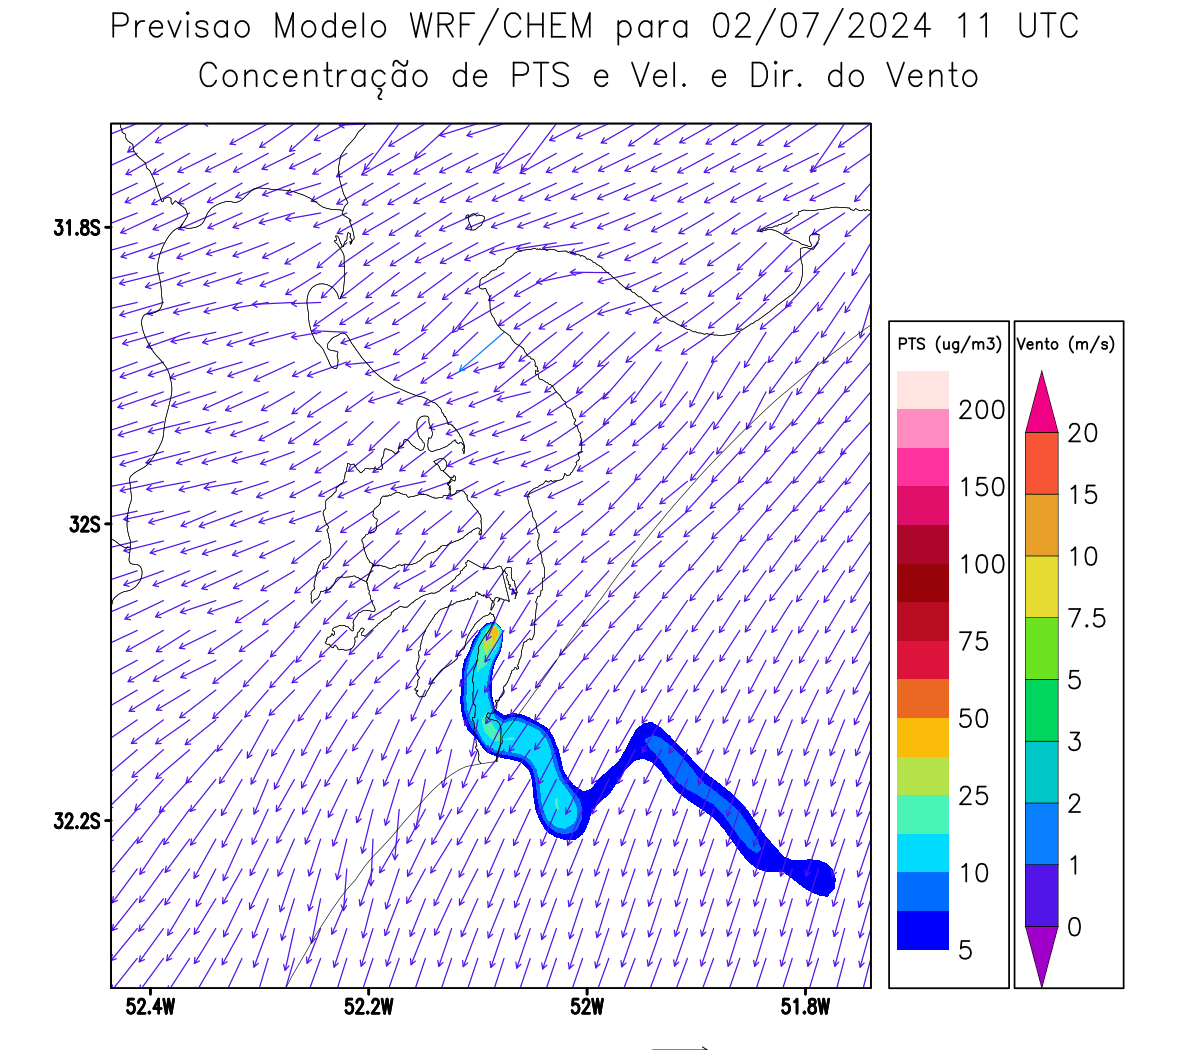 Previsao Modelo WRF/CHEM para 02/07/2024 11 UTC
Concentração de PTS e Vel. e Dir. do Vento
31.8S
32S
32.2S
52.4W
52.2W
52W
51.8W
PTS (ug/m3)
200
150
100
75
50
25
10
5
Vento (m/s)
20
15
10
7.5
5
3
2
1
0